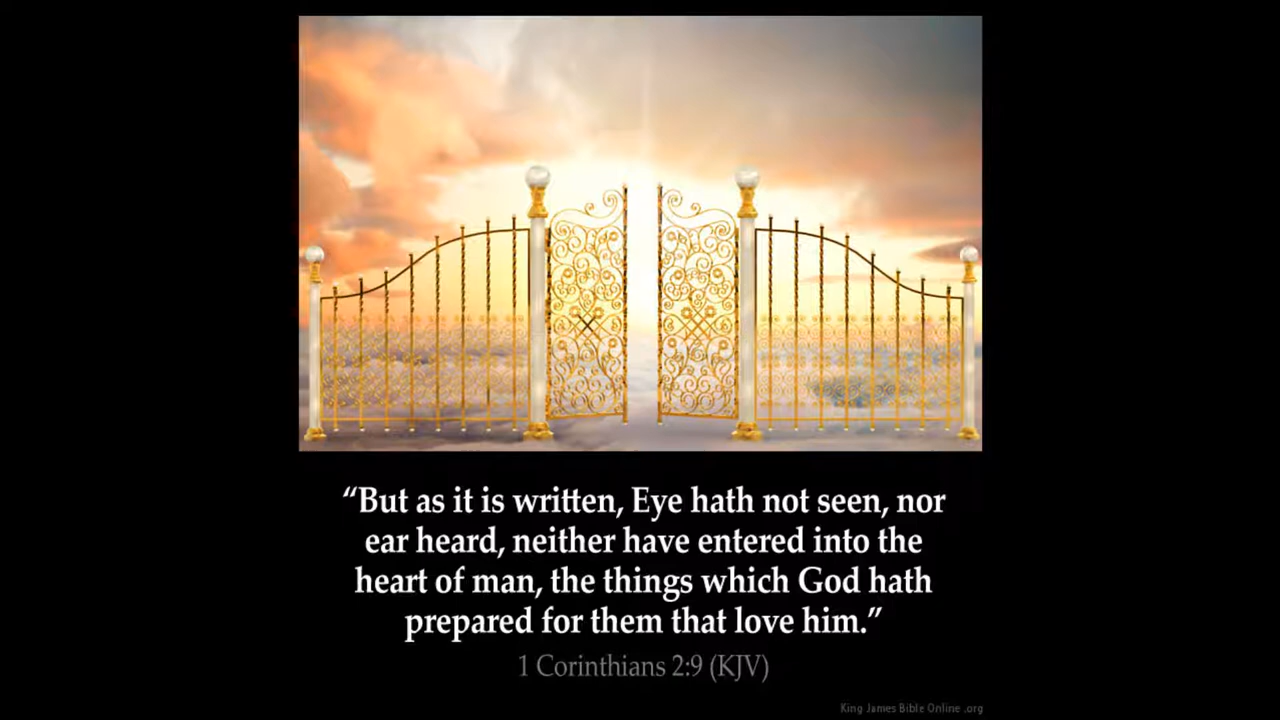 “But as it is written, Eye hath not seen, nor
ear heard, neither have entered into the
heart of man, the things which God hath
prepared for them that love him.”
1 Corinthians 2:9 (KJV)
King James Bible Online .org